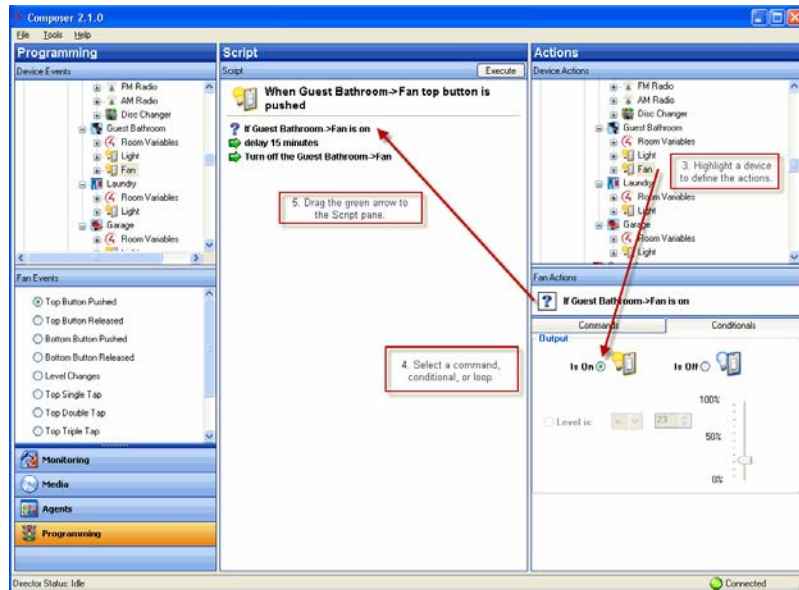 Composer 2.1.0
File Tools Help
Programming
Device Events
FM Radio
AM Radio
Disc Changer
Guest Bathroom
Room Variables
Light
Fan
Laundry
Room Variables
Light
Garage
Room Variables
Fan Events
Top Button Pushed
Top Button Released
Bottom Button Pushed
Bottom Button Released
Level Changes
Top Single Tap
Top Double Tap
Top Triple Tap
Monitoring
Media
Agents
Programming
Script
Script
Execute
When Guest Bathroom->Fan top button is
pushed
If Guest Bathroom->Fan is on
delay 15 minutes
Turn off the Guest Bathroom->Fan
5. Drag the green arrow to
the Script pane.
4. Select a command,
conditional, or loop.
Actions
Device Actions
FM Radio
AM Radio
Disc Changer
Guest Bathroom
Room Variables
Light
Fan
3. Highlight a device
to define the actions.
Laundry
Room Variables
Light
Garage
Room Variables
Fan Actions
If Guest Bathroom->Fan is on
Commands
Conditionals
Output
Is On
Is Off
Level is:
23
100%
50%
0%
Director Status: Idle
Connected